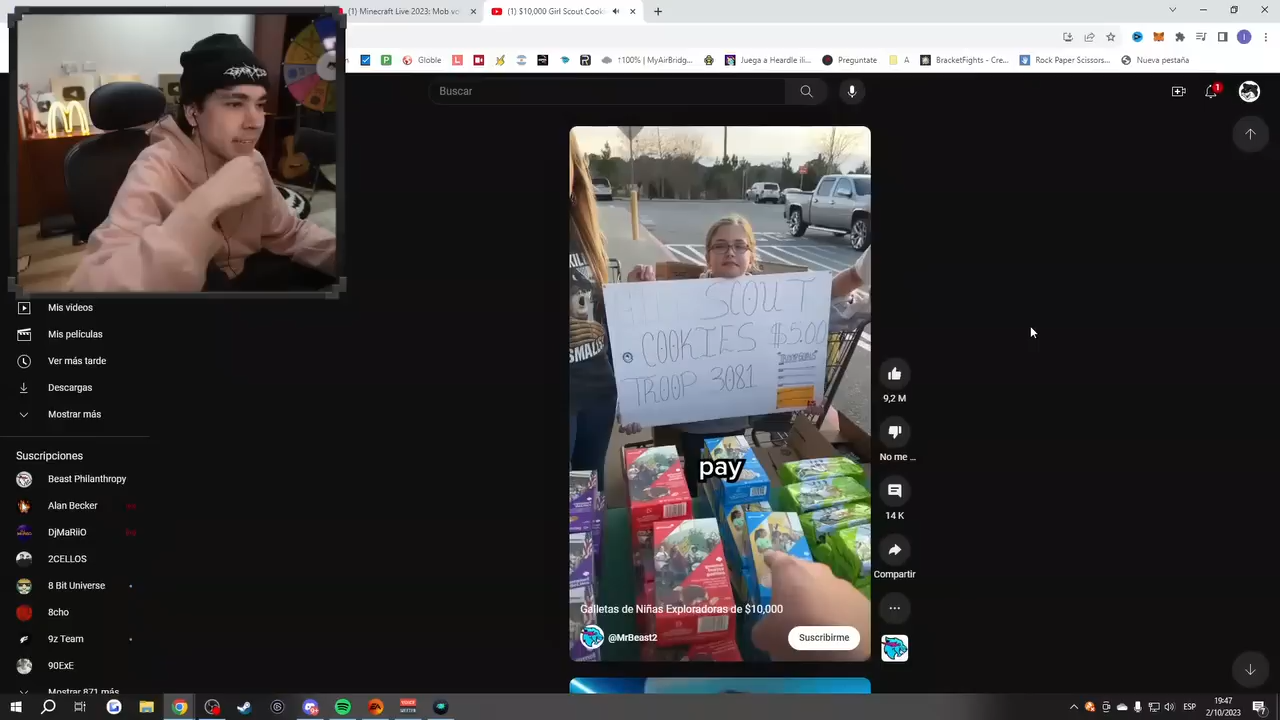 (1) Minecraft Live 2023: Mob vo
(1) $10,000 Girl Scout Cooki
Globle
↑100% | MyAirBridg...
Juega a Heardle ili...
Preguntate
A
BracketFights - Cre...
Rock Paper Scissors...
Nueva pestaña
Buscar
1
SCOUT
COOKIES $5.00
TROOP 3081
pay
Galletas de Niñas Exploradoras de $10,000
@MrBeast2
Suscribirme
9,2 M
No me ...
14 K
Compartir
Mis vídeos
Mis películas
Ver más tarde
Descargas
Mostrar más
Suscripciones
Beast Philanthropy
Alan Becker
DjMaRiiO
2CELLOS
8 Bit Universe
8cho
9z Team
90ExE
Mostrar 871 más
ESP
19:47
2/10/2023